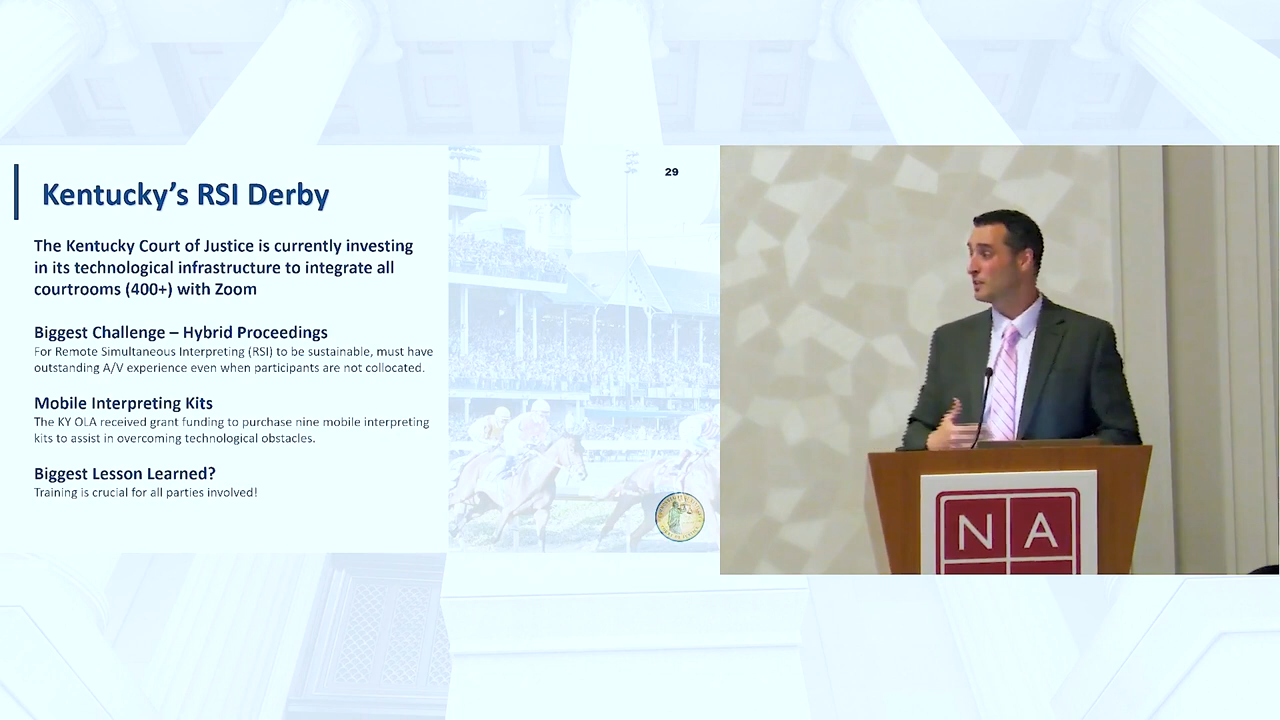 29
Kentucky's RSI Derby
The Kentucky Court of Justice is currently investing
in its technological infrastructure to integrate all
courtrooms (400+) with Zoom
Biggest Challenge – Hybrid Proceedings
For Remote Simultaneous Interpreting (RSI) to be sustainable, must have
outstanding A/V experience even when participants are not collocated.
Mobile Interpreting Kits
The KY OLA received grant funding to purchase nine mobile interpreting
kits to assist in overcoming technological obstacles.
Biggest Lesson Learned?
Training is crucial for all parties involved!
N A